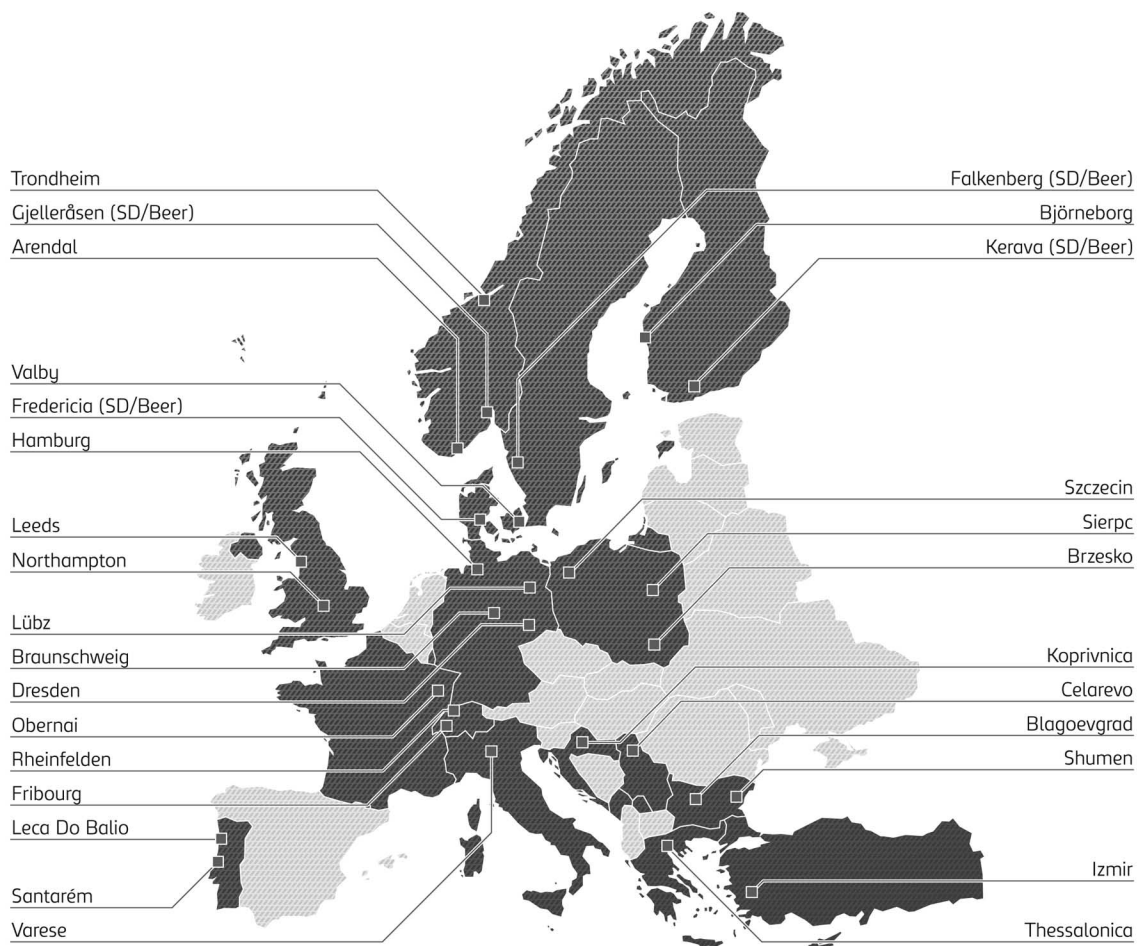 Trondheim
Gjelleråsen (SD/Beer)
Arendal
Valby
Fredericia (SD/Beer)
Hamburg
Leeds
Northampton
Lübz
Braunschweig
Dresden
Obernai
Rheinfelden
Fribourg
Leca Do Balio
Santarém
Varese
Falkenberg (SD/Beer)
Björneborg
Kerava (SD/Beer)
Szczecin
Sierpc
Brzesko
Koprivnica
Celarevo
Blagoevgrad
Shumen
Izmir
Thessalonica